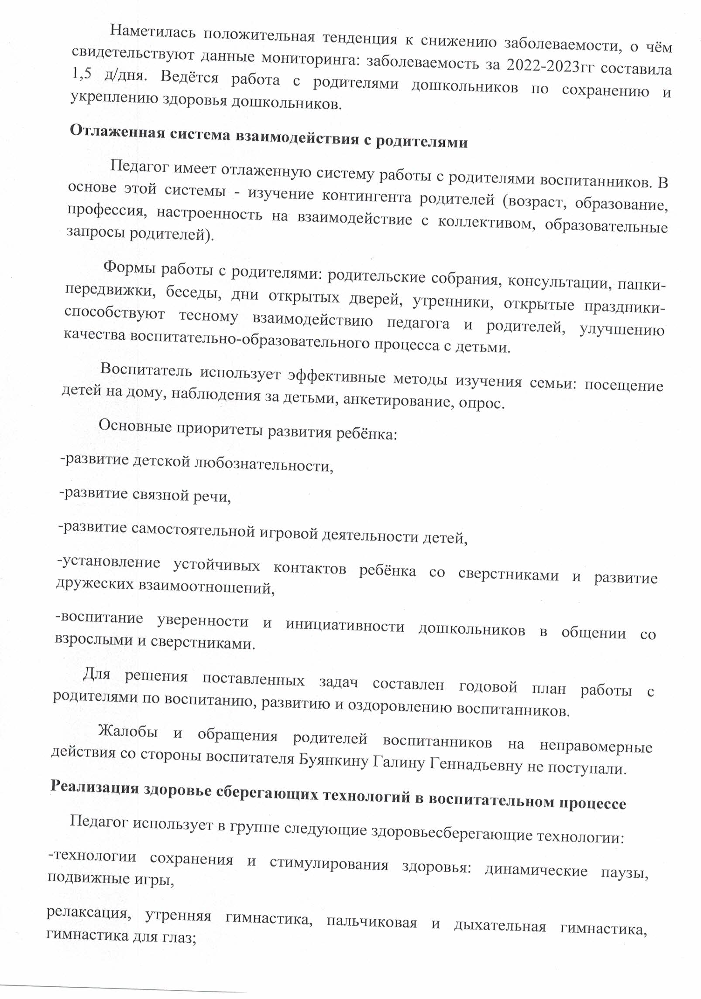 Наметилась положительная тенденция к снижению заболеваемости, о чём
свидетельствуют данные мониторинга: заболеваемость за 2022-2023гг составила
1,5 д/дня. Ведётся работа с родителями дошкольников по сохранению и
укреплению здоровья дошкольников.
Отлаженная система взаимодействия с родителями
Педагог имеет отлаженную систему работы с родителями воспитанников. В
основе этой системы - изучение контингента родителей (возраст, образование,
профессия, настроенность на взаимодействие с коллективом, образовательные
запросы родителей).
Формы работы с родителями: родительские собрания, консультации, папки-
передвижки, беседы, дни открытых дверей, утренники, открытые праздники-
способствуют тесному взаимодействию педагога и родителей, улучшению
качества воспитательно-образовательного процесса с детьми.
Воспитатель использует эффективные методы изучения семьи: посещение
детей на дому, наблюдения за детьми, анкетирование, опрос.
Основные приоритеты развития ребёнка:
-развитие детской любознательности,
-развитие связной речи,
-развитие самостоятельной игровой деятельности детей,
-установление устойчивых контактов ребёнка со сверстниками и развитие
дружеских взаимоотношений,
-воспитание уверенности и инициативности дошкольников в общении со
взрослыми и сверстниками.
Для решения поставленных задач составлен годовой план работы с
родителями по воспитанию, развитию и оздоровлению воспитанников.
Жалобы и обращения родителей воспитанников на неправомерные
действия со стороны воспитателя Буянкину Галину Геннадьевну не поступали.
Реализация здоровье сберегающих технологий в воспитательном процессе
Педагог использует в группе следующие здоровьесберегающие технологии:
-технологии сохранения и стимулирования здоровья: динамические паузы,
подвижные игры,
релаксация, утренняя гимнастика, пальчиковая и дыхательная гимнастика,
гимнастика для глаз;